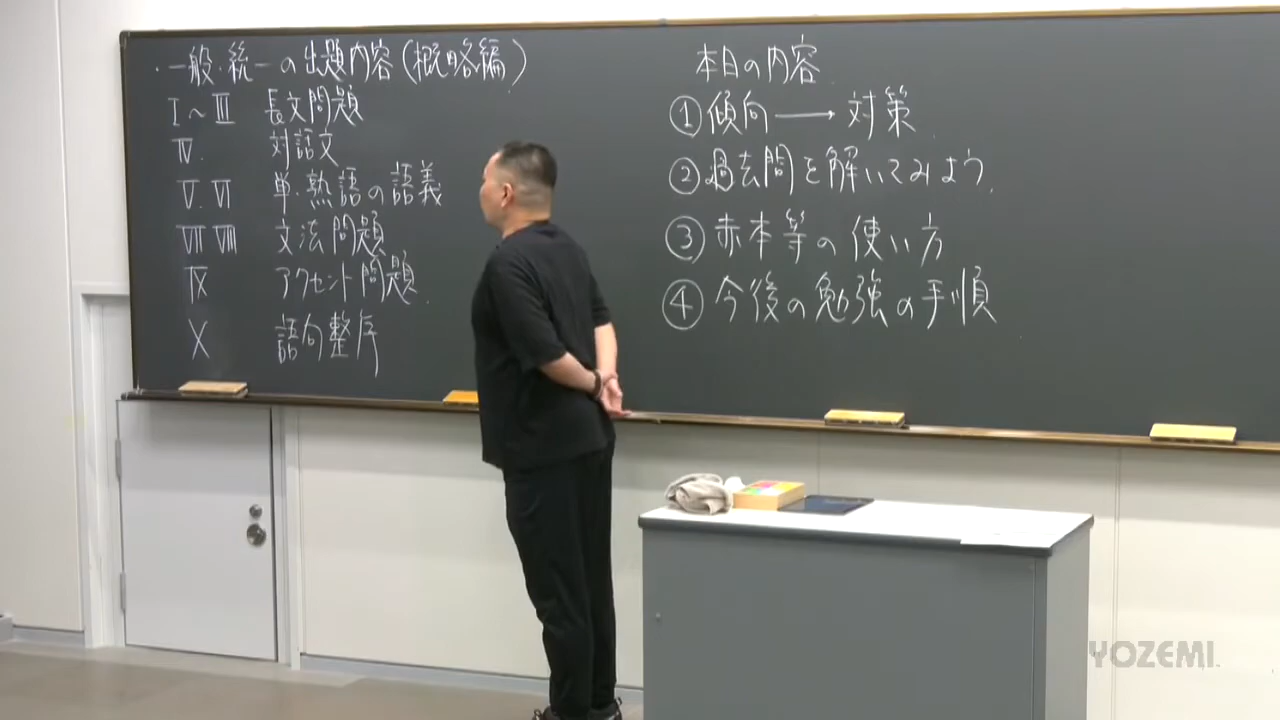 ・一般・統一の出題内容(概略編)
I～III 長文問題
IV. 対話文
V. VI 単・熟語の語義
VII VIII 文法問題
IX アクセント問題.
X 語句整序
本日の内容
①傾向→対策
②過去問を解いてみよう.
③赤本等の使い方
④今後の勉強の手順
YOZEMI